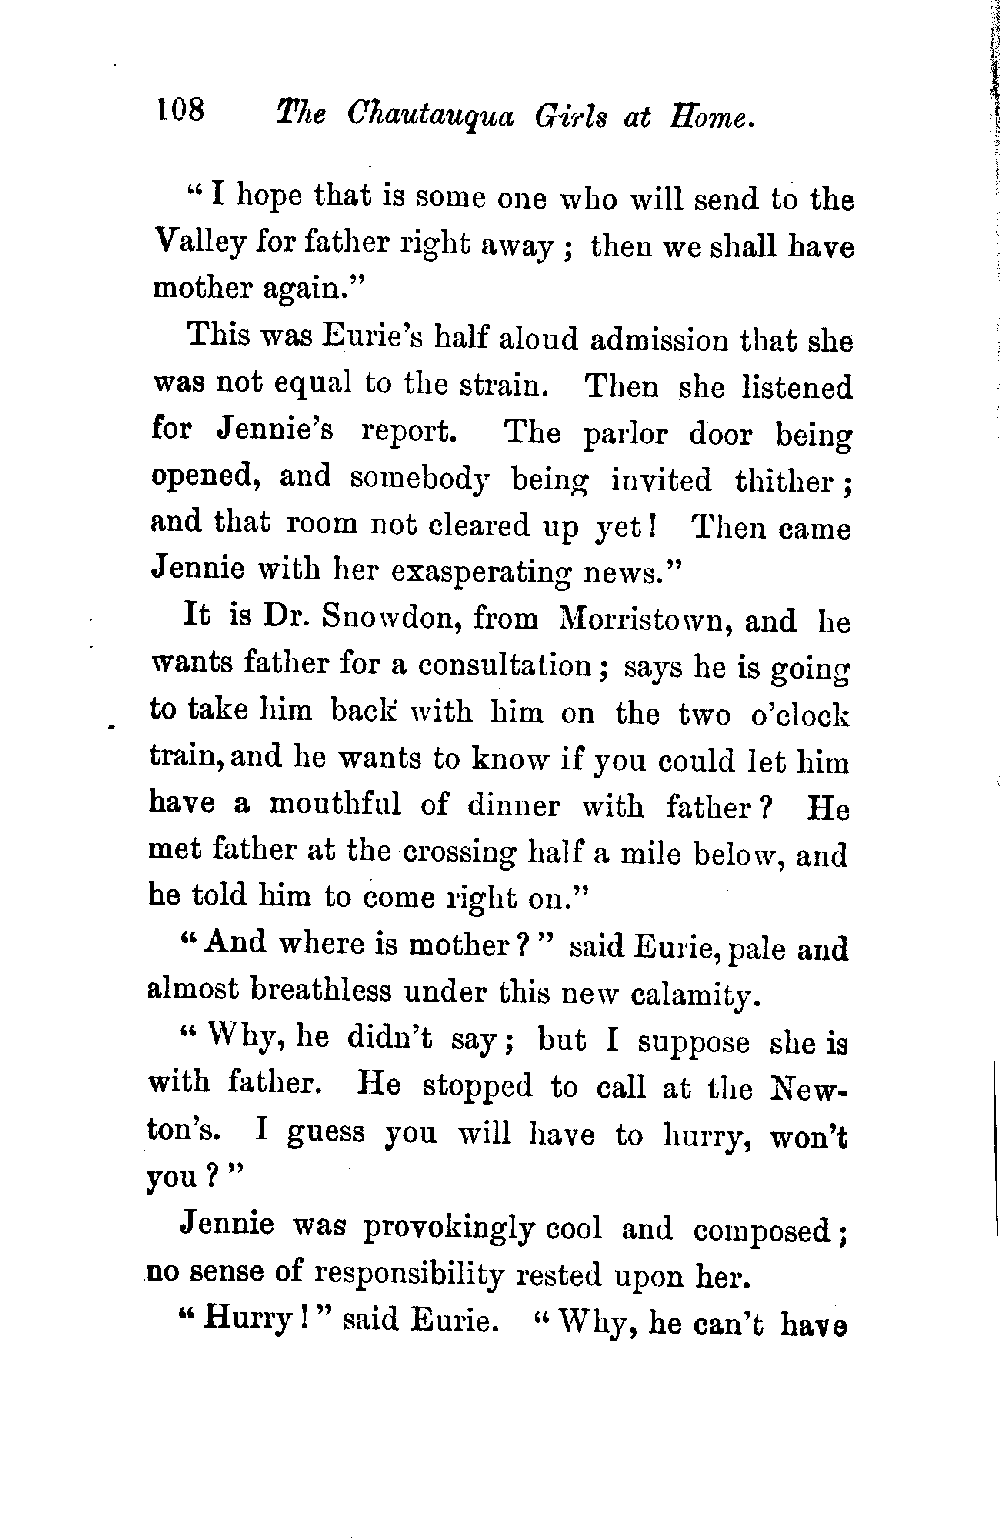 108 The Chautauqua Girls at Home.
“I hope that is some one who will send to the
Valley for father right away; then we shall have
mother again.”
This was Eurie’s half aloud admission that she
was not equal to the strain. Then she listened
for Jennie’s report. The parlor door being
opened, and somebody being invited thither;
and that room not cleared up yet! Then came
Jennie with her exasperating news.”
It is Dr. Snowdon, from Morristown, and he
wants father for a consultation; says he is going
to take him back with him on the two o’clock
train, and he wants to know if you could let him
have a mouthful of dinner with father? He
met father at the crossing half a mile below, and
he told him to come right on.”
“And where is mother?” said Eurie, pale and
almost breathless under this new calamity.
“Why, he didn’t say; but I suppose she is
with father. He stopped to call at the New-
ton’s. I guess you will have to hurry, won’t
you?”
Jennie was provokingly cool and composed;
no sense of responsibility rested upon her.
“Hurry!” said Eurie. “Why, he can’t have